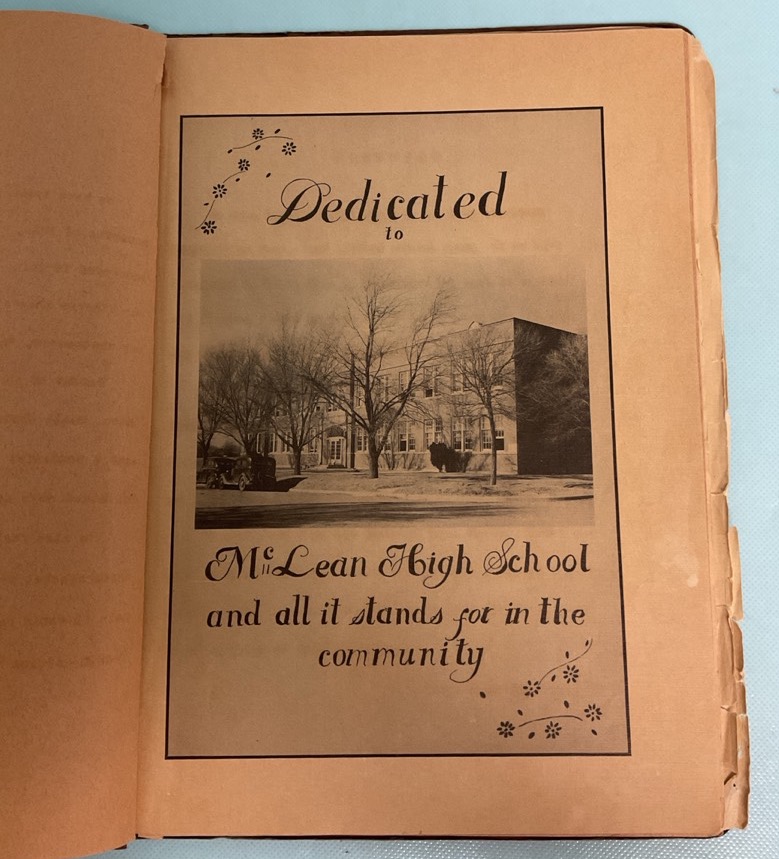 Dedicated
to
McLean High School
and all it stands for in the
community